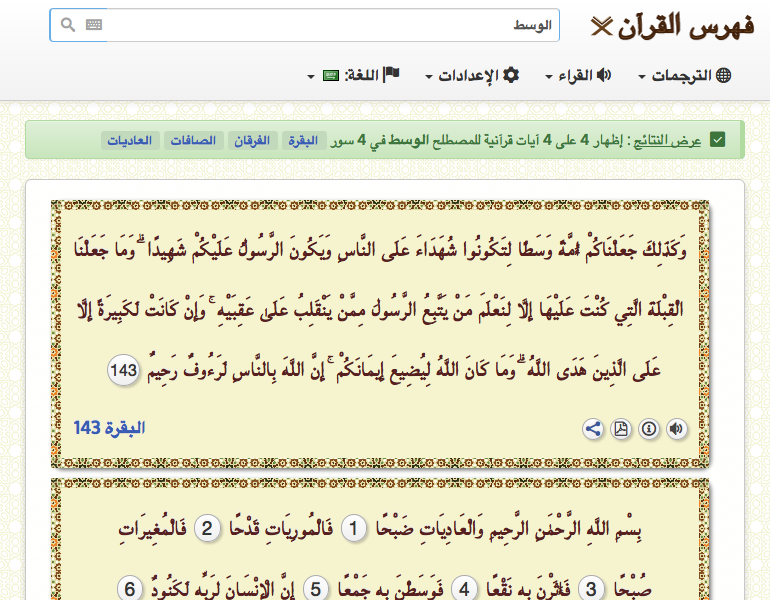 فهرس القرآن
الوسط
الترجمات القراء الإعدادات اللغة:
عرض النتائج : إظهار 4 على 4 آيات قرآنية للمصطلح الوسط في 4 سور البقرة الفرقان الصافات العاديات
وَكَذَٰلِكَ جَعَلْنَاكُمْ أُمَّةً وَسَطًا لِتَكُونُوا شُهَدَاءَ عَلَى النَّاسِ وَيَكُونَ الرَّسُولُ عَلَيْكُمْ شَهِيدًا ۗ وَمَا جَعَلْنَا
الْقِبْلَةَ الَّتِي كُنْتَ عَلَيْهَا إِلَّا لِنَعْلَمَ مَنْ يَتَّبِعُ الرَّسُولَ مِمَّنْ يَنْقَلِبُ عَلَىٰ عَقِبَيْهِ ۚ وَإِنْ كَانَتْ لَكَبِيرَةً إِلَّا
عَلَى الَّذِينَ هَدَى اللَّهُ ۗ وَمَا كَانَ اللَّهُ لِيُضِيعَ إِيمَانَكُمْ ۚ إِنَّ اللَّهَ بِالنَّاسِ لَرَءُوفٌ رَحِيمٌ 143
البقرة 143
بِسْمِ اللَّهِ الرَّحْمَٰنِ الرَّحِيمِ وَالْعَادِيَاتِ ضَبْحًا 1 فَالْمُورِيَاتِ قَدْحًا 2 فَالْمُغِيرَاتِ
صُبْحًا 3 فَأَثَرْنَ بِهِ نَقْعًا 4 فَوَسَطْنَ بِهِ جَمْعًا 5 إِنَّ الْإِنْسَانَ لِرَبِّهِ لَكَنُودٌ 6